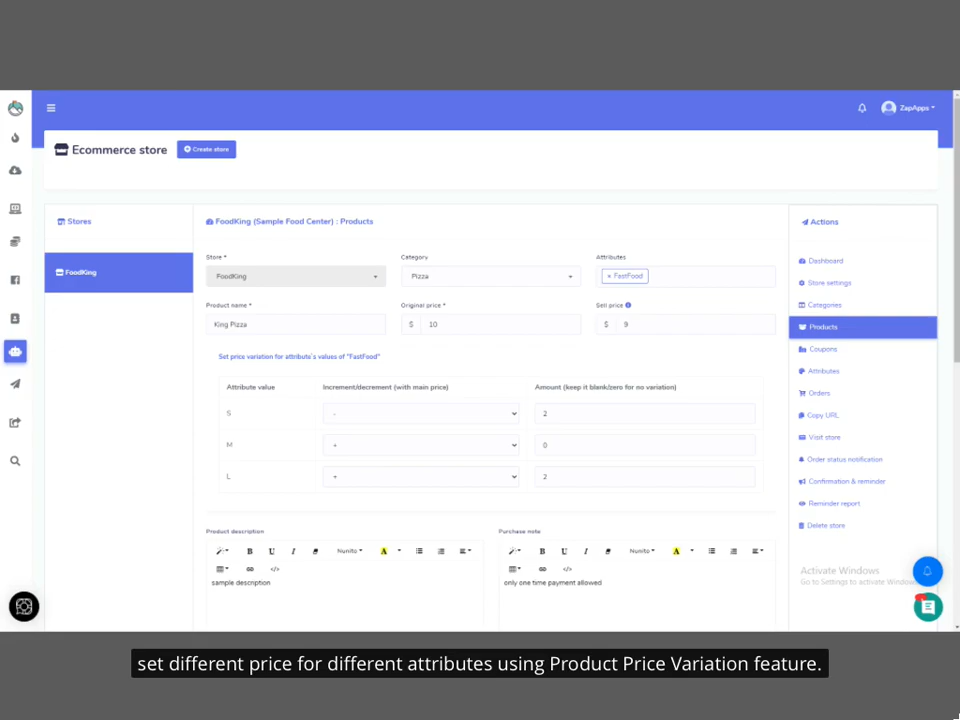 ZapApps
Ecommerce store
Create store
Stores
FoodKing
FoodKing (Sample Food Center) : Products
Store *
FoodKing
Category
Pizza
Attributes
× FastFood
Product name *
King Pizza
Original price *
$ 10
Sell price
$ 9
Set price variation for attribute's values of "FastFood"
Attribute value
Increment/decrement (with main price)
Amount (keep it blank/zero for no variation)
S
-
2
M
+
0
L
+
2
Product description
B U I Nunito A
sample description
Purchase note
B U I Nunito A
only one time payment allowed
Actions
Dashboard
Store settings
Categories
Products
Coupons
Attributes
Orders
Copy URL
Visit store
Order status notification
Confirmation & reminder
Reminder report
Delete store
Activate Windows
Go to Settings to activate Windows
set different price for different attributes using Product Price Variation feature.